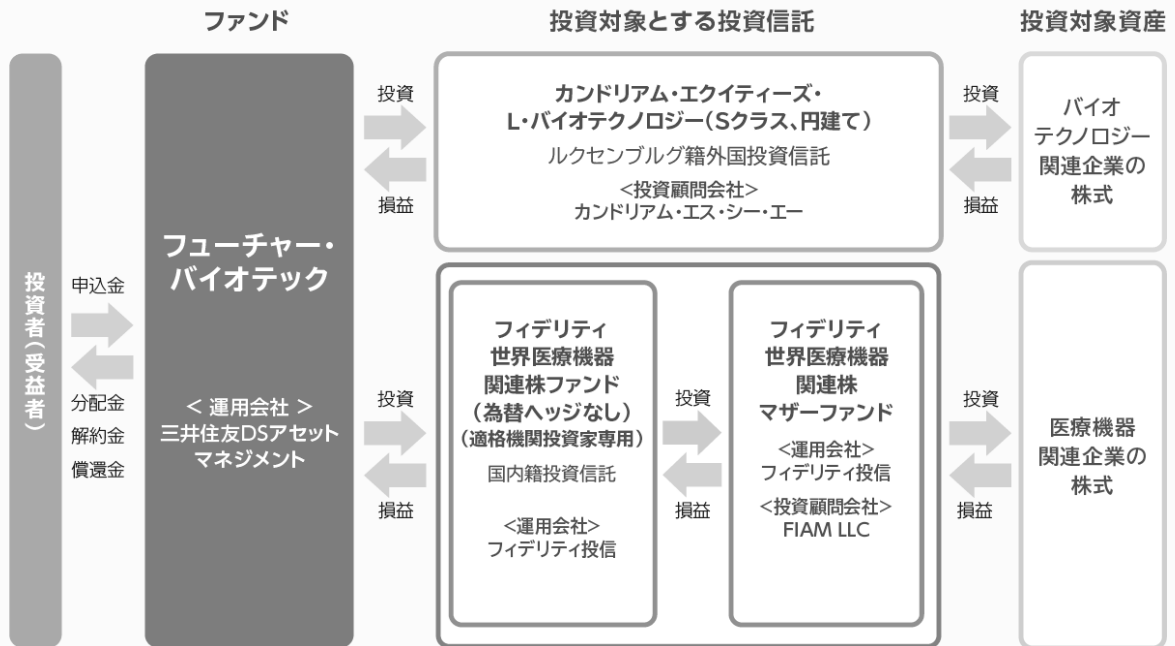 ファンド
投資対象とする投資信託
投資対象資産
投資者（受益者）
申込金
分配金
解約金
償還金
フューチャー・
バイオテック
＜ 運用会社 ＞
三井住友DSアセット
マネジメント
投資
損益
カンドリアム・エクイティーズ・
L・バイオテクノロジー（Sクラス、円建て）
ルクセンブルグ籍外国投資信託
<投資顧問会社>
カンドリアム・エス・シー・エー
投資
損益
バイオ
テクノロジー
関連企業の
株式
投資
損益
フィデリティ
世界医療機器
関連株ファンド
（為替ヘッジなし）
（適格機関投資家専用）
国内籍投資信託
<運用会社>
フィデリティ投信
投資
損益
フィデリティ
世界医療機器
関連株
マザーファンド
<運用会社>
フィデリティ投信
<投資顧問会社>
FIAM LLC
投資
損益
医療機器
関連企業の
株式